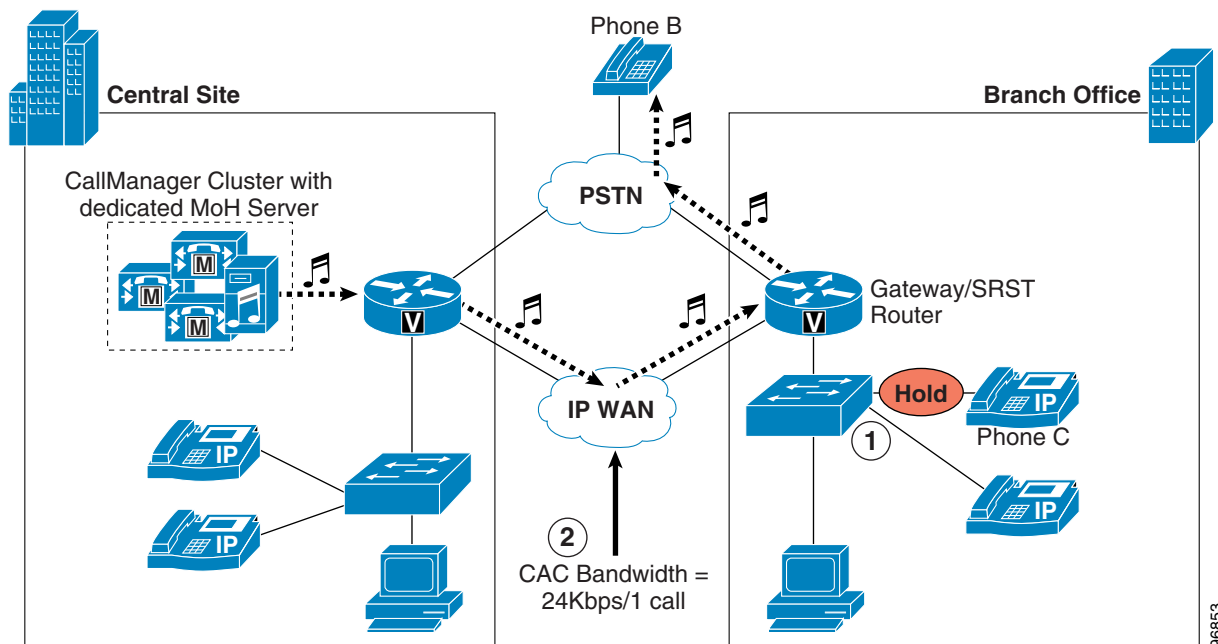 Phone B
Central Site
Branch Office
CallManager Cluster with
dedicated MoH Server
M
M
M
PSTN
V
V
Gateway/SRST
Router
IP WAN
Hold
IP
Phone C
1
IP
IP
IP
2
CAC Bandwidth =
24Kbps/1 call
96853